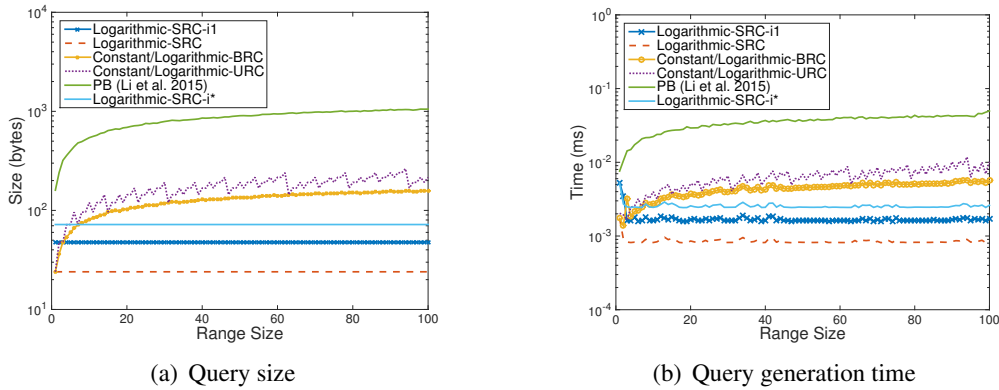 10^4
10^3
10^2
10^1
Size (bytes)
0
20
40
60
80
100
Range Size
Logarithmic-SRC-i1
Logarithmic-SRC
Constant/Logarithmic-BRC
Constant/Logarithmic-URC
PB (Li et al. 2015)
Logarithmic-SRC-i*
(a) Query size
10^0
10^-1
10^-2
10^-3
10^-4
Time (ms)
0
20
40
60
80
100
Range Size
Logarithmic-SRC-i1
Logarithmic-SRC
Constant/Logarithmic-BRC
Constant/Logarithmic-URC
PB (Li et al. 2015)
Logarithmic-SRC-i*
(b) Query generation time